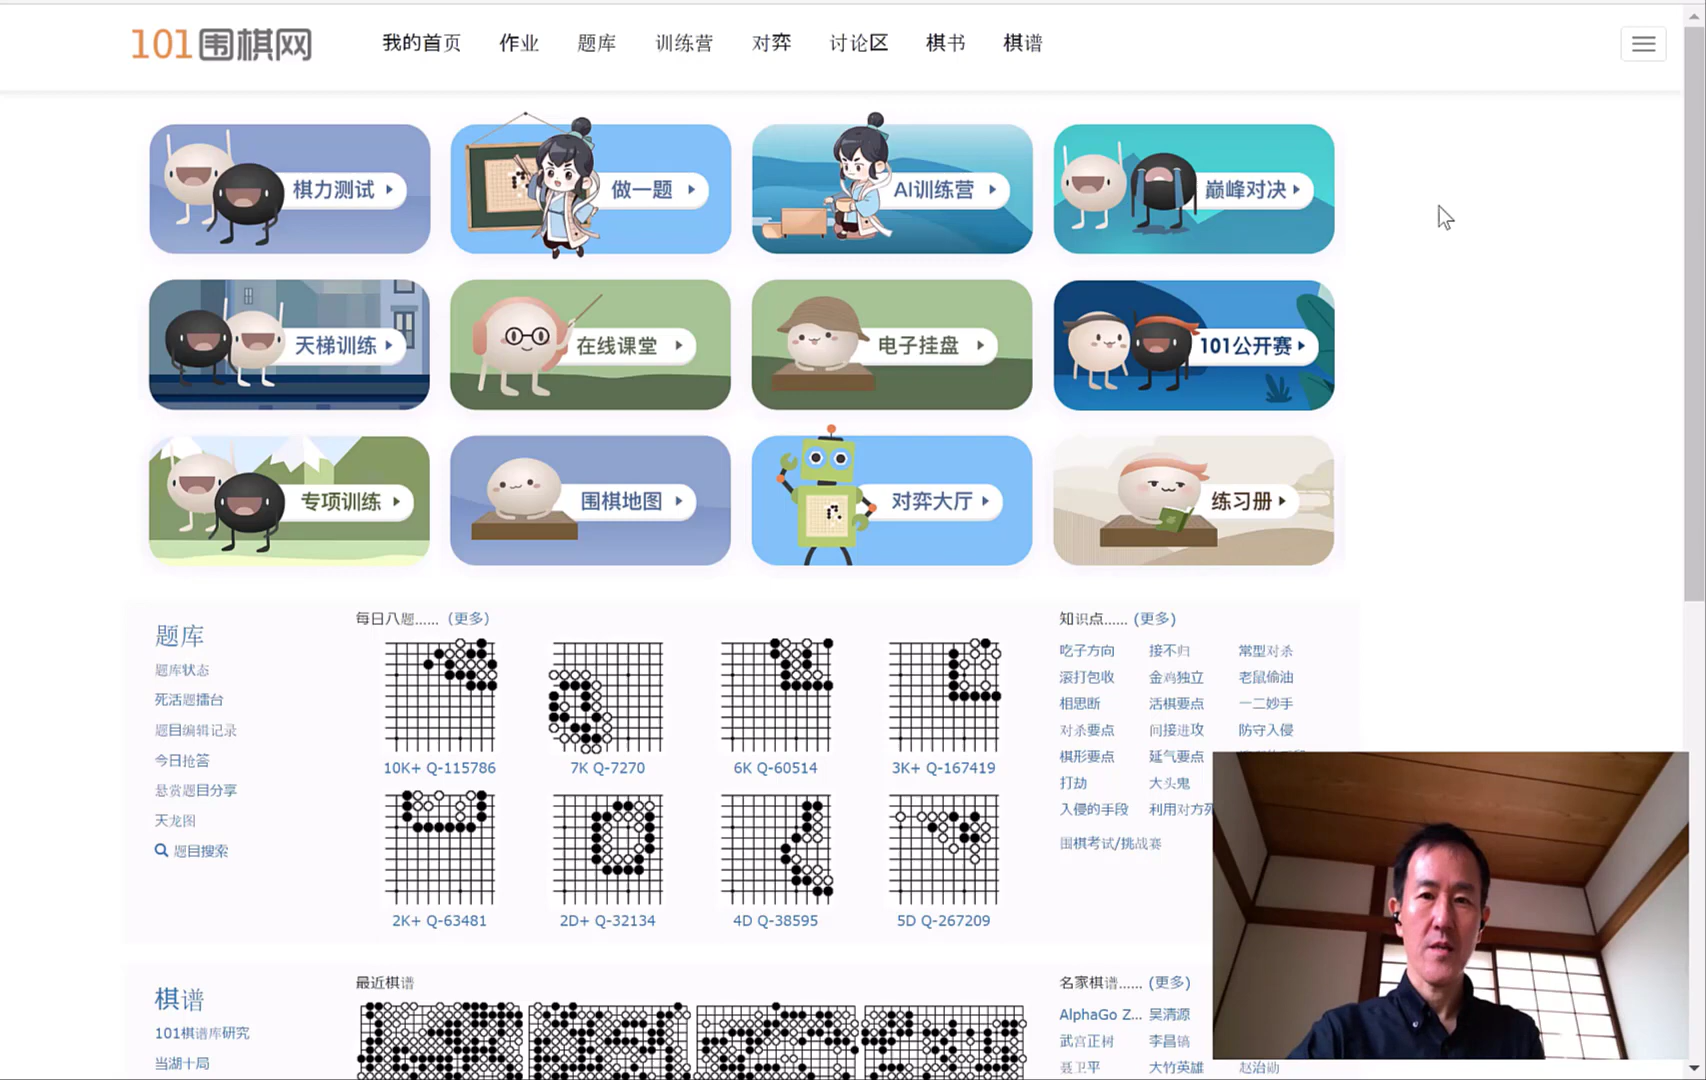 101围棋网
我的首页 作业 题库 训练营 对弈 讨论区 棋书 棋谱
棋力测试
做一题
AI训练营
巅峰对决
天梯训练
在线课堂
电子挂盘
101公开赛
专项训练
围棋地图
对弈大厅
练习册
题库
题库状态
死活题擂台
题目编辑记录
今日抢答
悬赏题目分享
天龙图
题目搜索
每日八题...... (更多)
10K+ Q-115786
7K Q-7270
6K Q-60514
3K+ Q-167419
2K+ Q-63481
2D+ Q-32134
4D Q-38595
5D Q-267209
知识点...... (更多)
吃子方向 接不归 常型对杀
滚打包收 金鸡独立 老鼠偷油
相思断 活棋要点 一二妙手
对杀要点 间接进攻 防守入侵
棋形要点 延气要点
打劫 大头鬼
入侵的手段 利用对方死
围棋考试/挑战赛
棋谱
101棋谱库研究
当湖十局
最近棋谱
名家棋谱...... (更多)
AlphaGo Z... 吴清源
武宫正树 李昌镐
聂卫平 大竹英雄 赵治勋